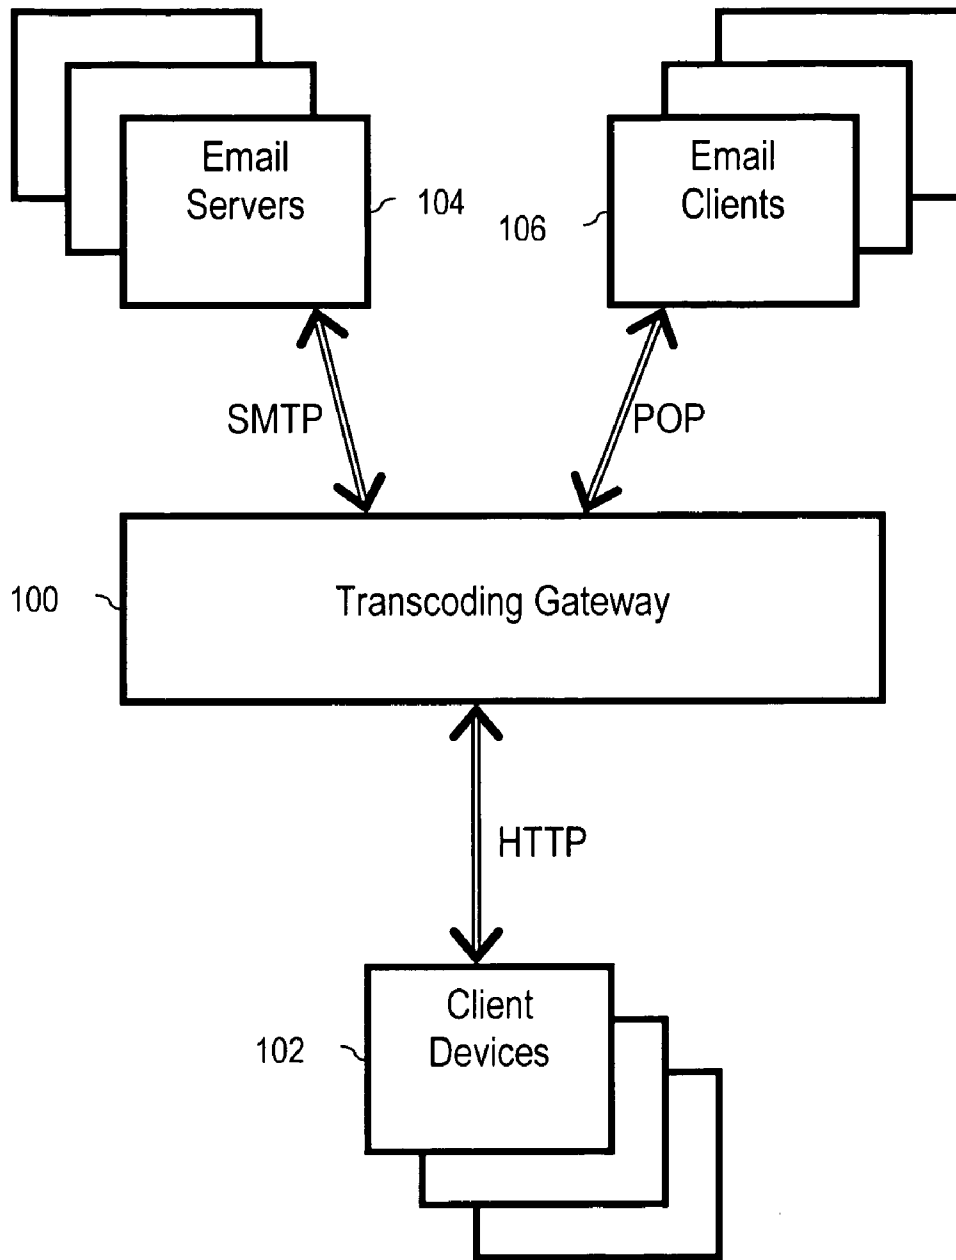 Email
Servers
104
Email
Clients
106
SMTP
POP
100
Transcoding Gateway
HTTP
Client
Devices
102